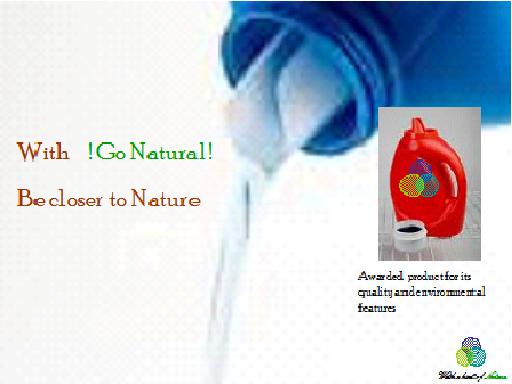 With !Go Natural!
Be closer to Nature
Awarded product for its
quality and environmental
features